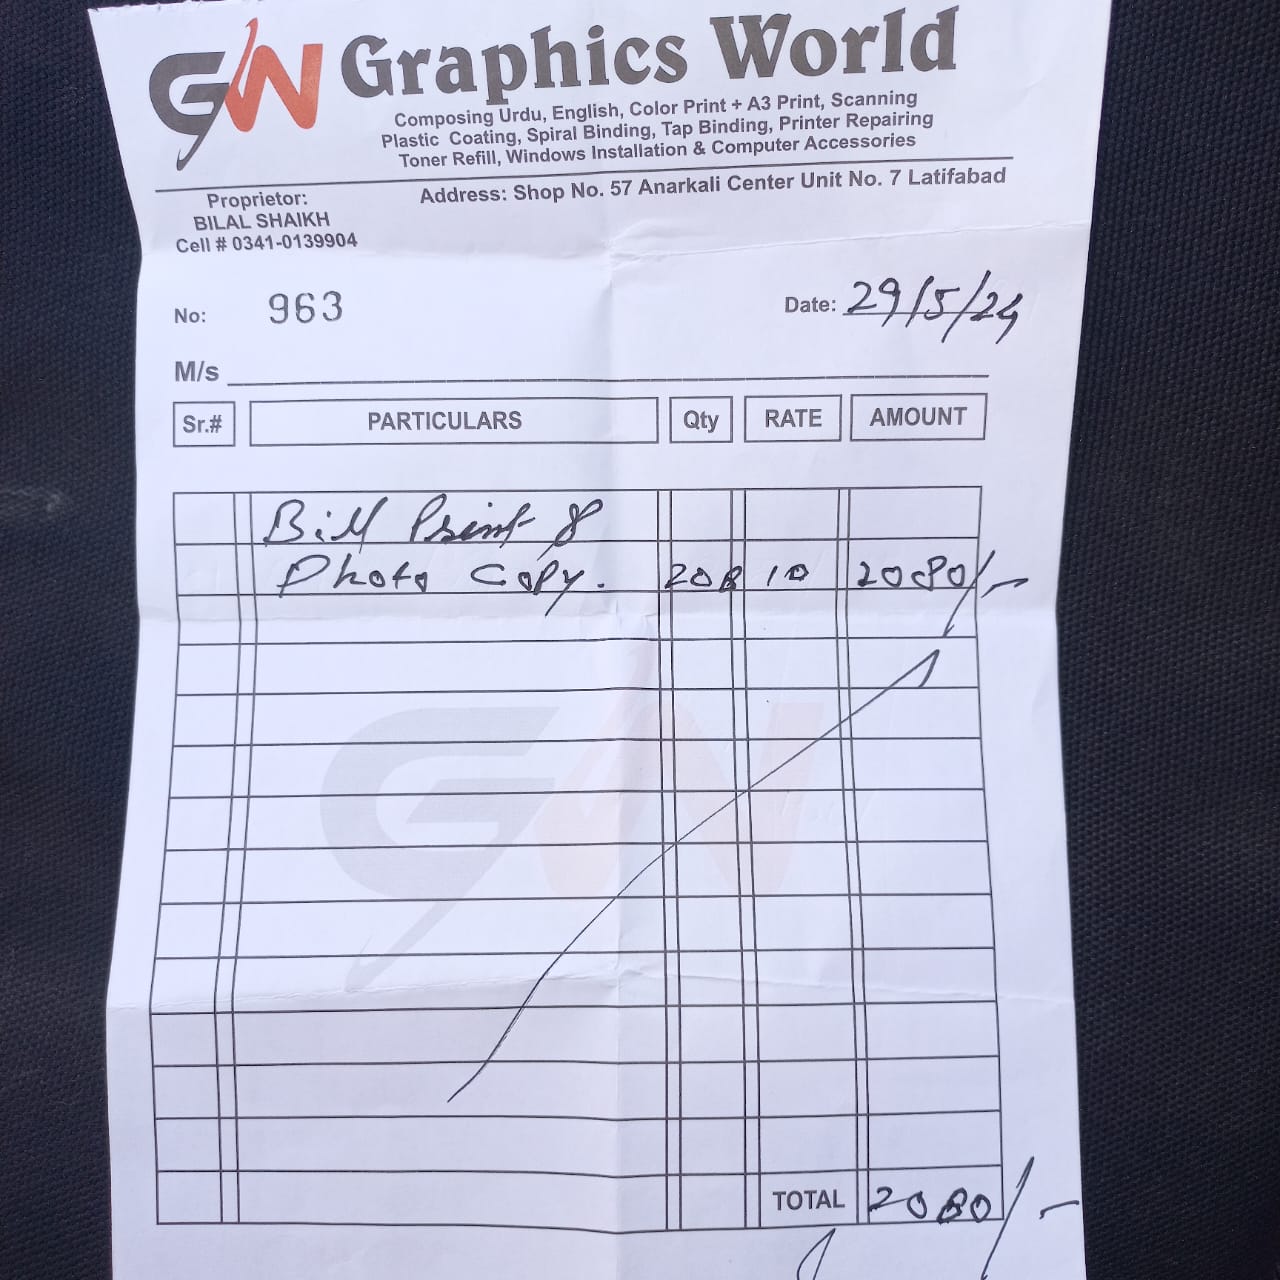 GW Graphics World
Composing Urdu, English, Color Print + A3 Print, Scanning
Plastic Coating, Spiral Binding, Tap Binding, Printer Repairing
Toner Refill, Windows Installation & Computer Accessories
Address: Shop No. 57 Anarkali Center Unit No. 7 Latifabad
Proprietor:
BILAL SHAIKH
Cell # 0341-0139904
No: 963 Date: 29/5/24
M/s
Sr.# PARTICULARS Qty RATE AMOUNT
Bill Print &
Photo Copy. 208 10 2080/-
TOTAL 2080/-